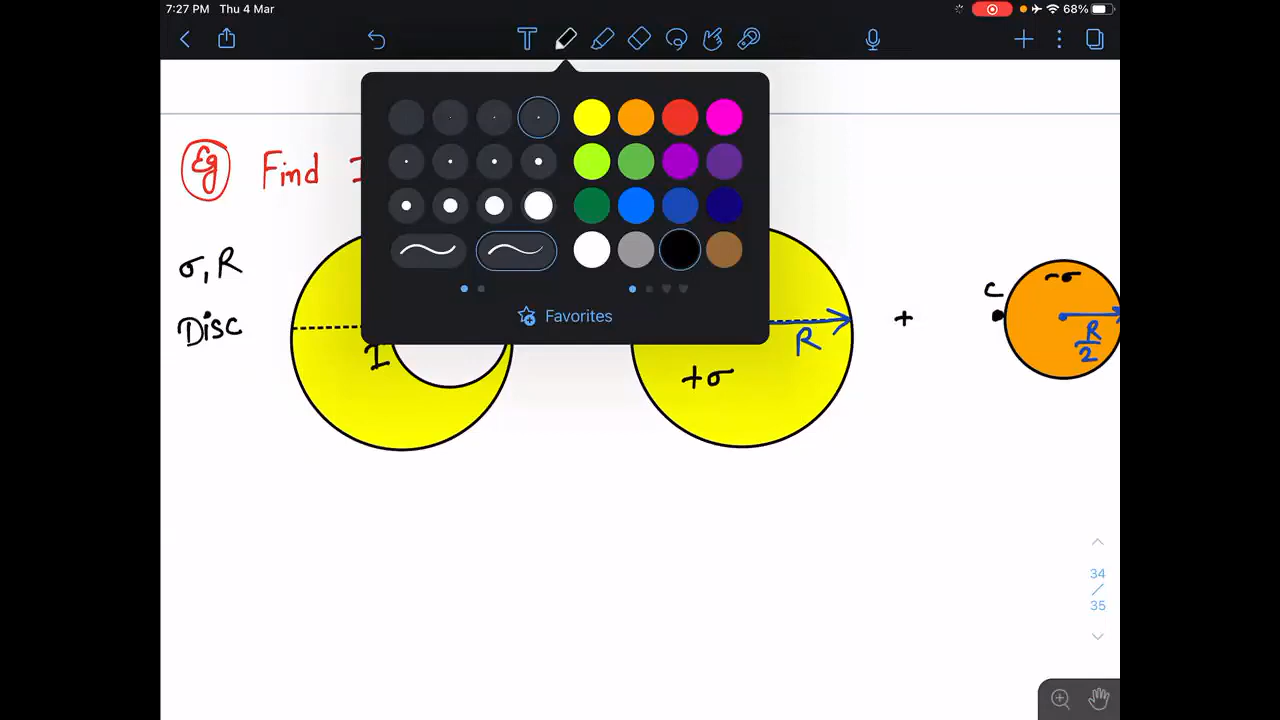 7:27 PM Thu 4 Mar
68%
Eg Find =
σ, R
Disc
I
R
+σ
+
C
-σ
R/2
Favorites
34
/
35